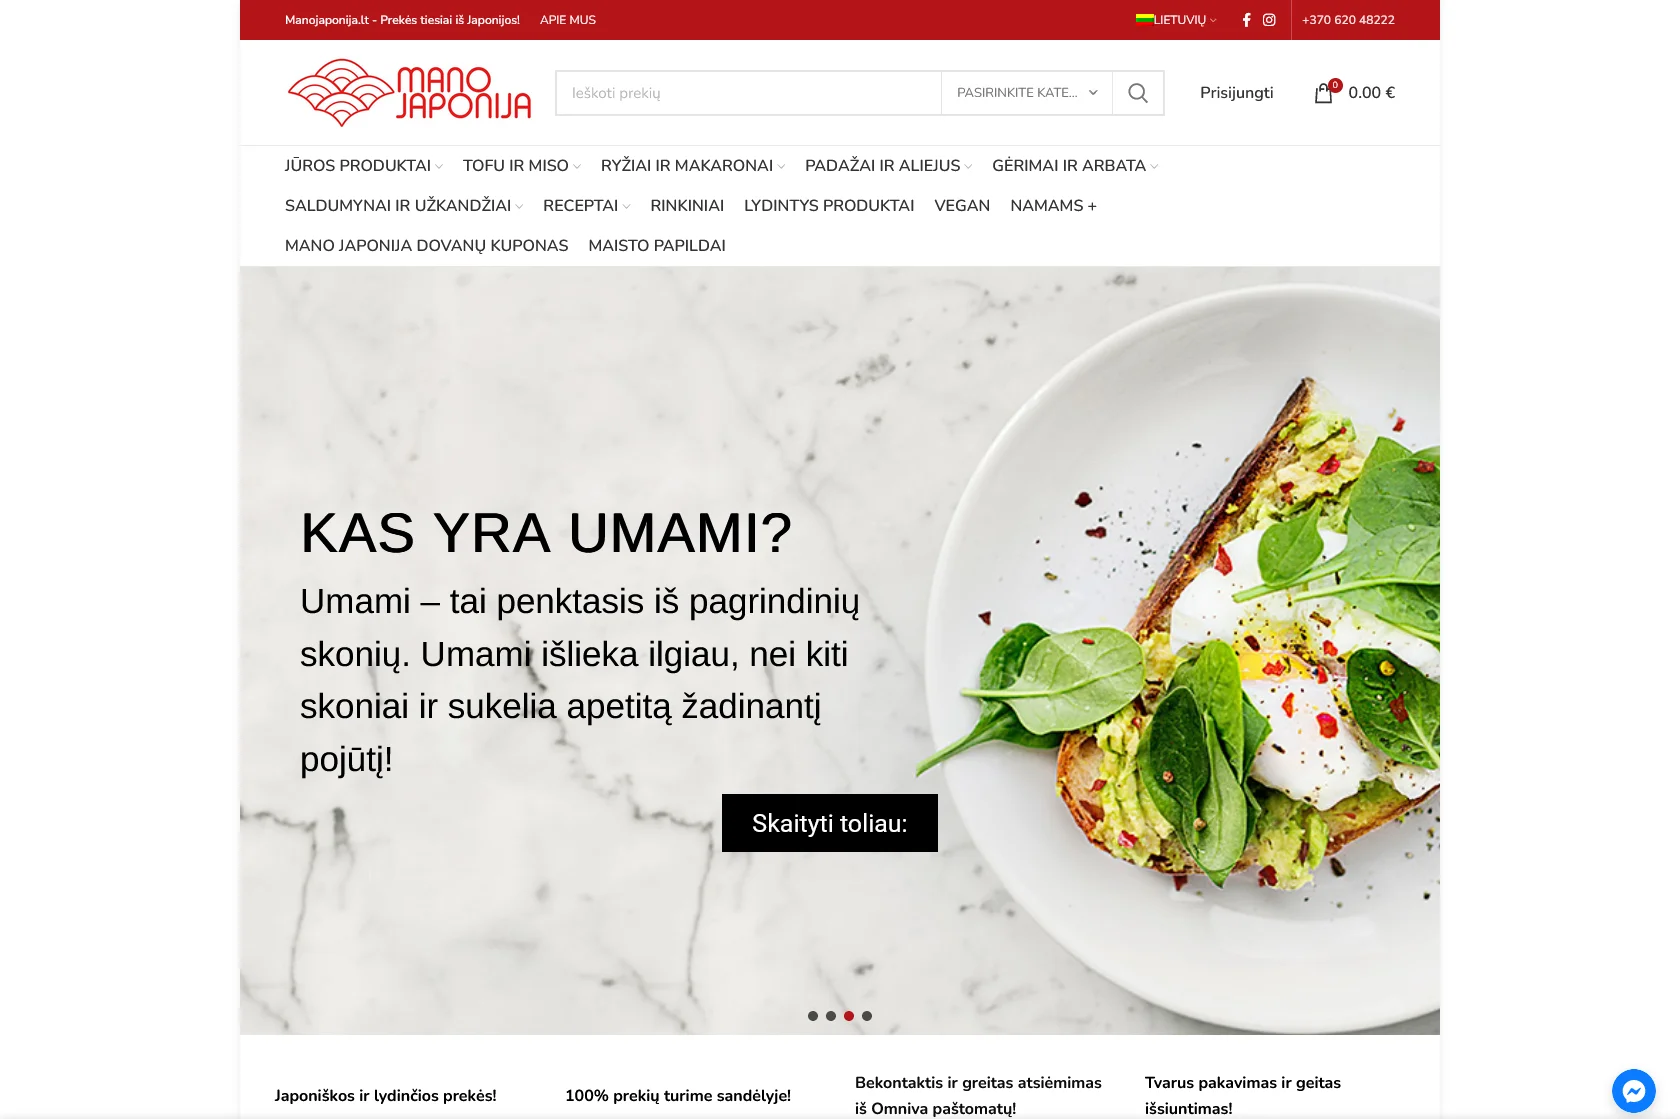 Manojaponija.lt - Prekės tiesiai iš Japonijos! APIE MUS LIETUVIŲ +370 620 48222
MANO
JAPONIJA
Ieškoti prekių PASIRINKITE KATE... Prisijungti 0 0.00 €
JŪROS PRODUKTAI TOFU IR MISO RYŽIAI IR MAKARONAI PADAŽAI IR ALIEJUS GĖRIMAI IR ARBATA
SALDUMYNAI IR UŽKANDŽIAI RECEPTAI RINKINIAI LYDINTYS PRODUKTAI VEGAN NAMAMS +
MANO JAPONIJA DOVANŲ KUPONAS MAISTO PAPILDAI
KAS YRA UMAMI?
Umami – tai penktasis iš pagrindinių
skonių. Umami išlieka ilgiau, nei kiti
skoniai ir sukelia apetitą žadinantį
pojūtį!
Skaityti toliau:
Japoniškos ir lydinčios prekės!
100% prekių turime sandėlyje!
Bekontaktis ir greitas atsiėmimas
iš Omniva paštomatų!
Tvarus pakavimas ir geitas
išsiuntimas!